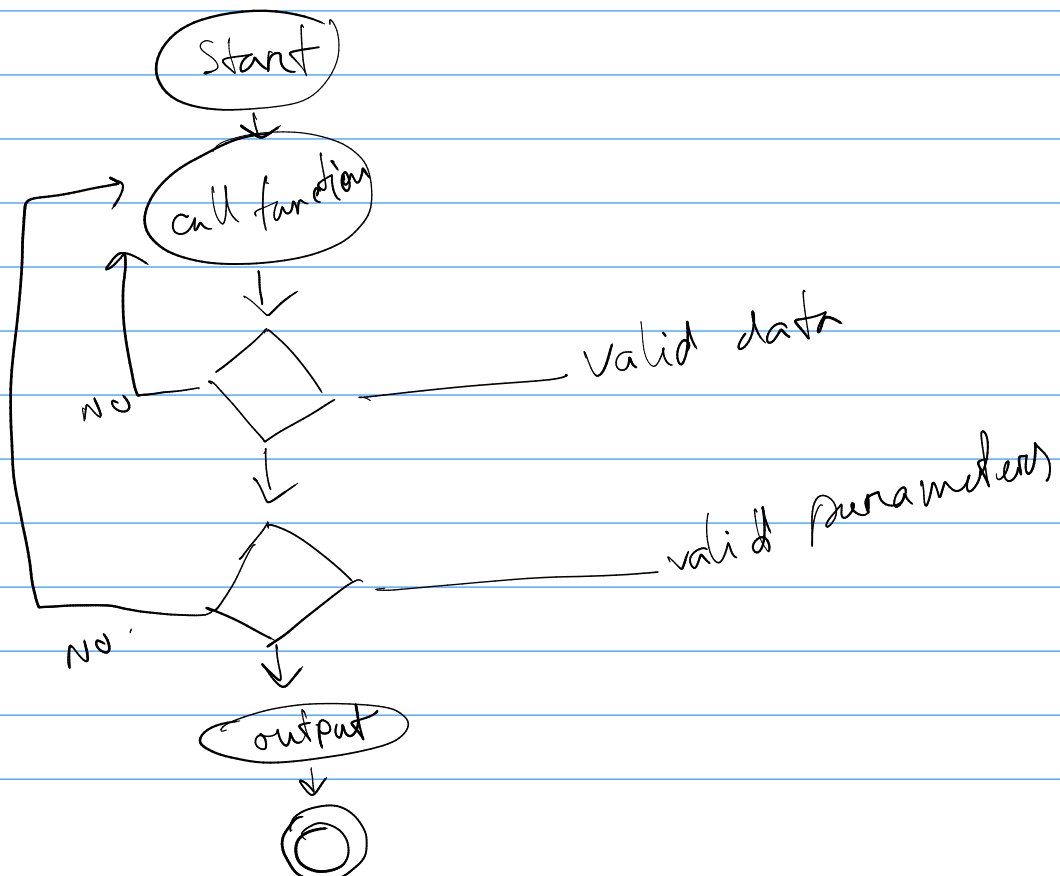 Start
call function
valid data
NO
valid parameters
NO
output